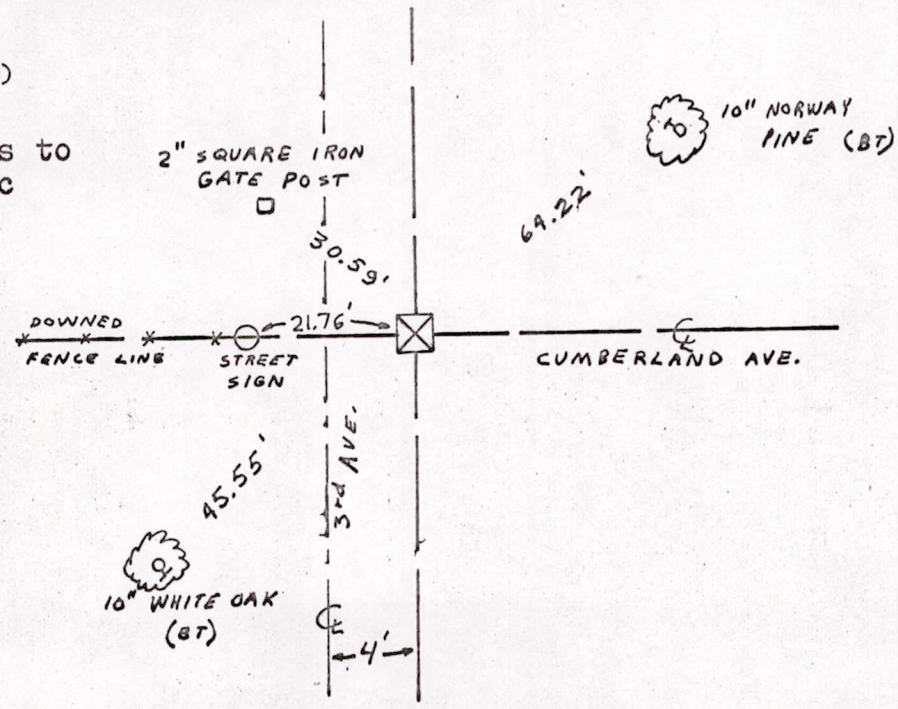 )
s to
c
10" NORWAY
PINE (BT)
2" SQUARE IRON
GATE POST
64.22'
30.59'
DOWNED
FENCE LINE
21.76'
STREET
SIGN
℄
CUMBERLAND AVE.
3rd AVE.
45.55'
10" WHITE OAK
(BT)
℄
4'